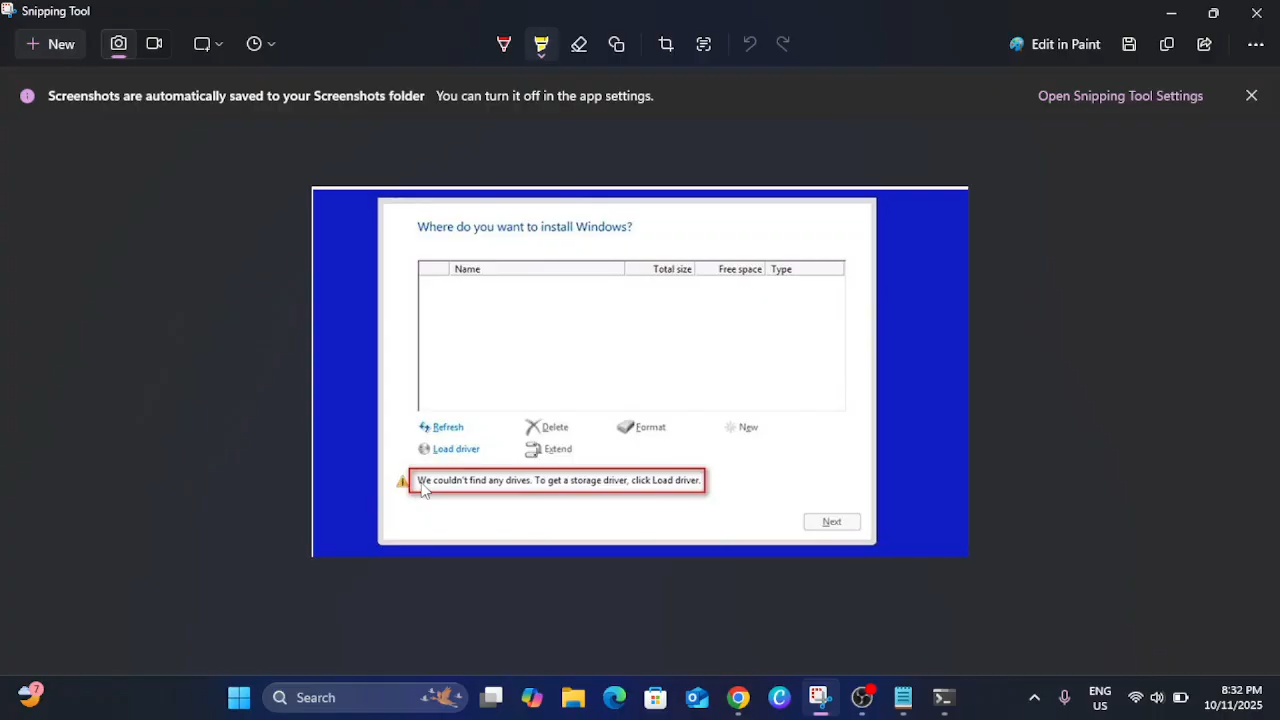 Snipping Tool
New
Edit in Paint
Screenshots are automatically saved to your Screenshots folder You can turn it off in the app settings.
Open Snipping Tool Settings
Where do you want to install Windows?
Name Total size Free space Type
Refresh Delete Format New
Load driver Extend
We couldn't find any drives. To get a storage driver, click Load driver.
Next
7
Search
IG
US
8:32 PM
10/11/2025